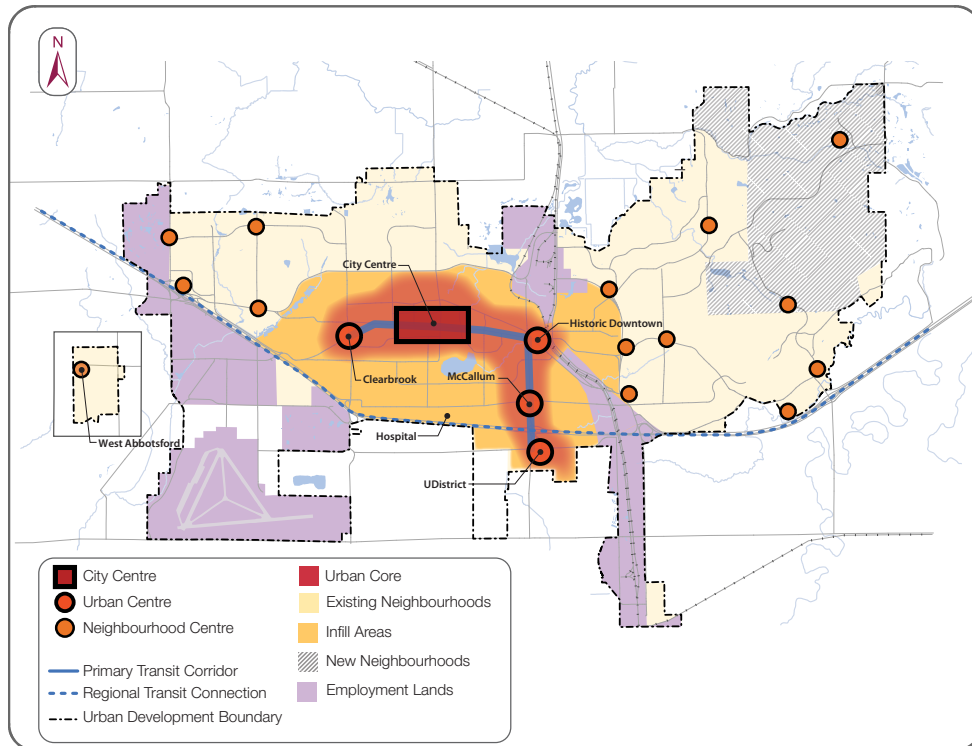 N
City Centre
Historic Downtown
Clearbrook
McCallum
West Abbotsford
Hospital
UDistrict
City Centre
Urban Centre
Neighbourhood Centre
Primary Transit Corridor
Regional Transit Connection
Urban Development Boundary
Urban Core
Existing Neighbourhoods
Infill Areas
New Neighbourhoods
Employment Lands